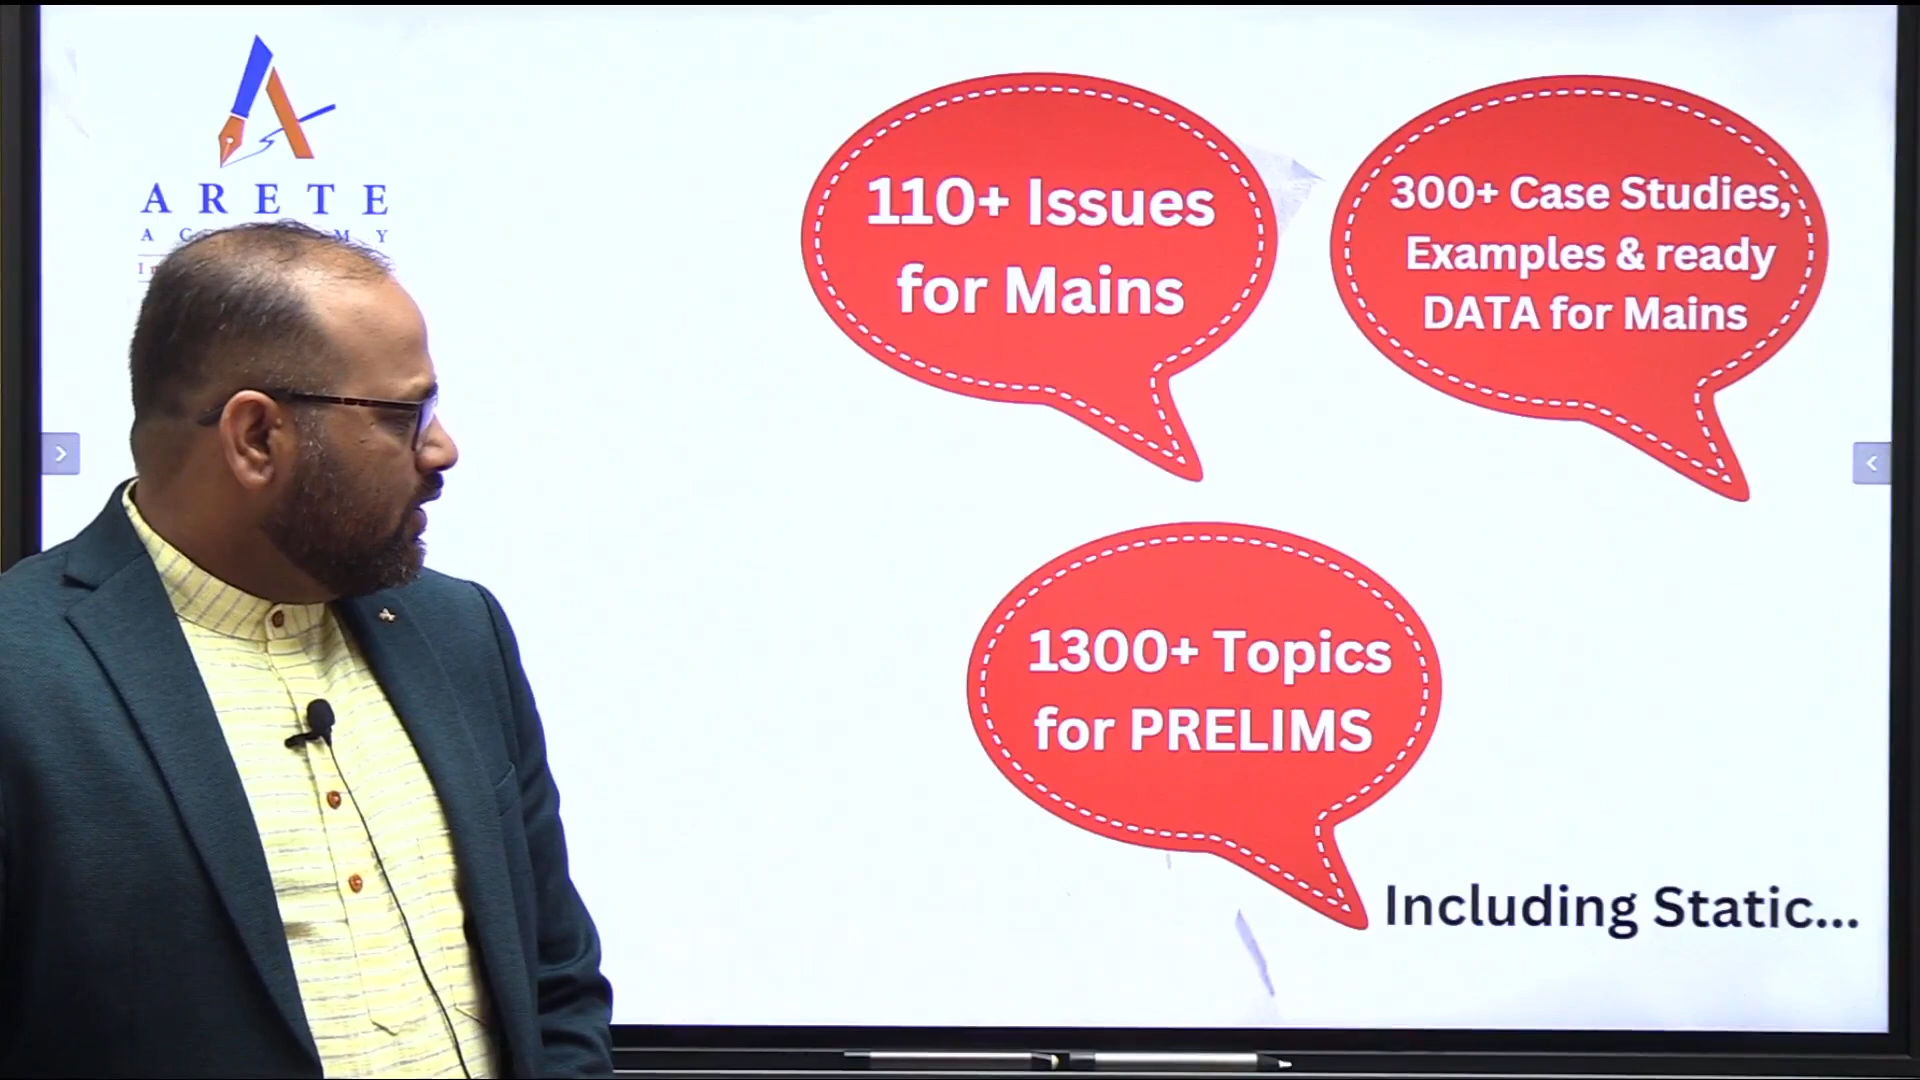 ARETE
110+ Issues
for Mains
300+ Case Studies,
Examples & ready
DATA for Mains
1300+ Topics
for PRELIMS
Including Static...